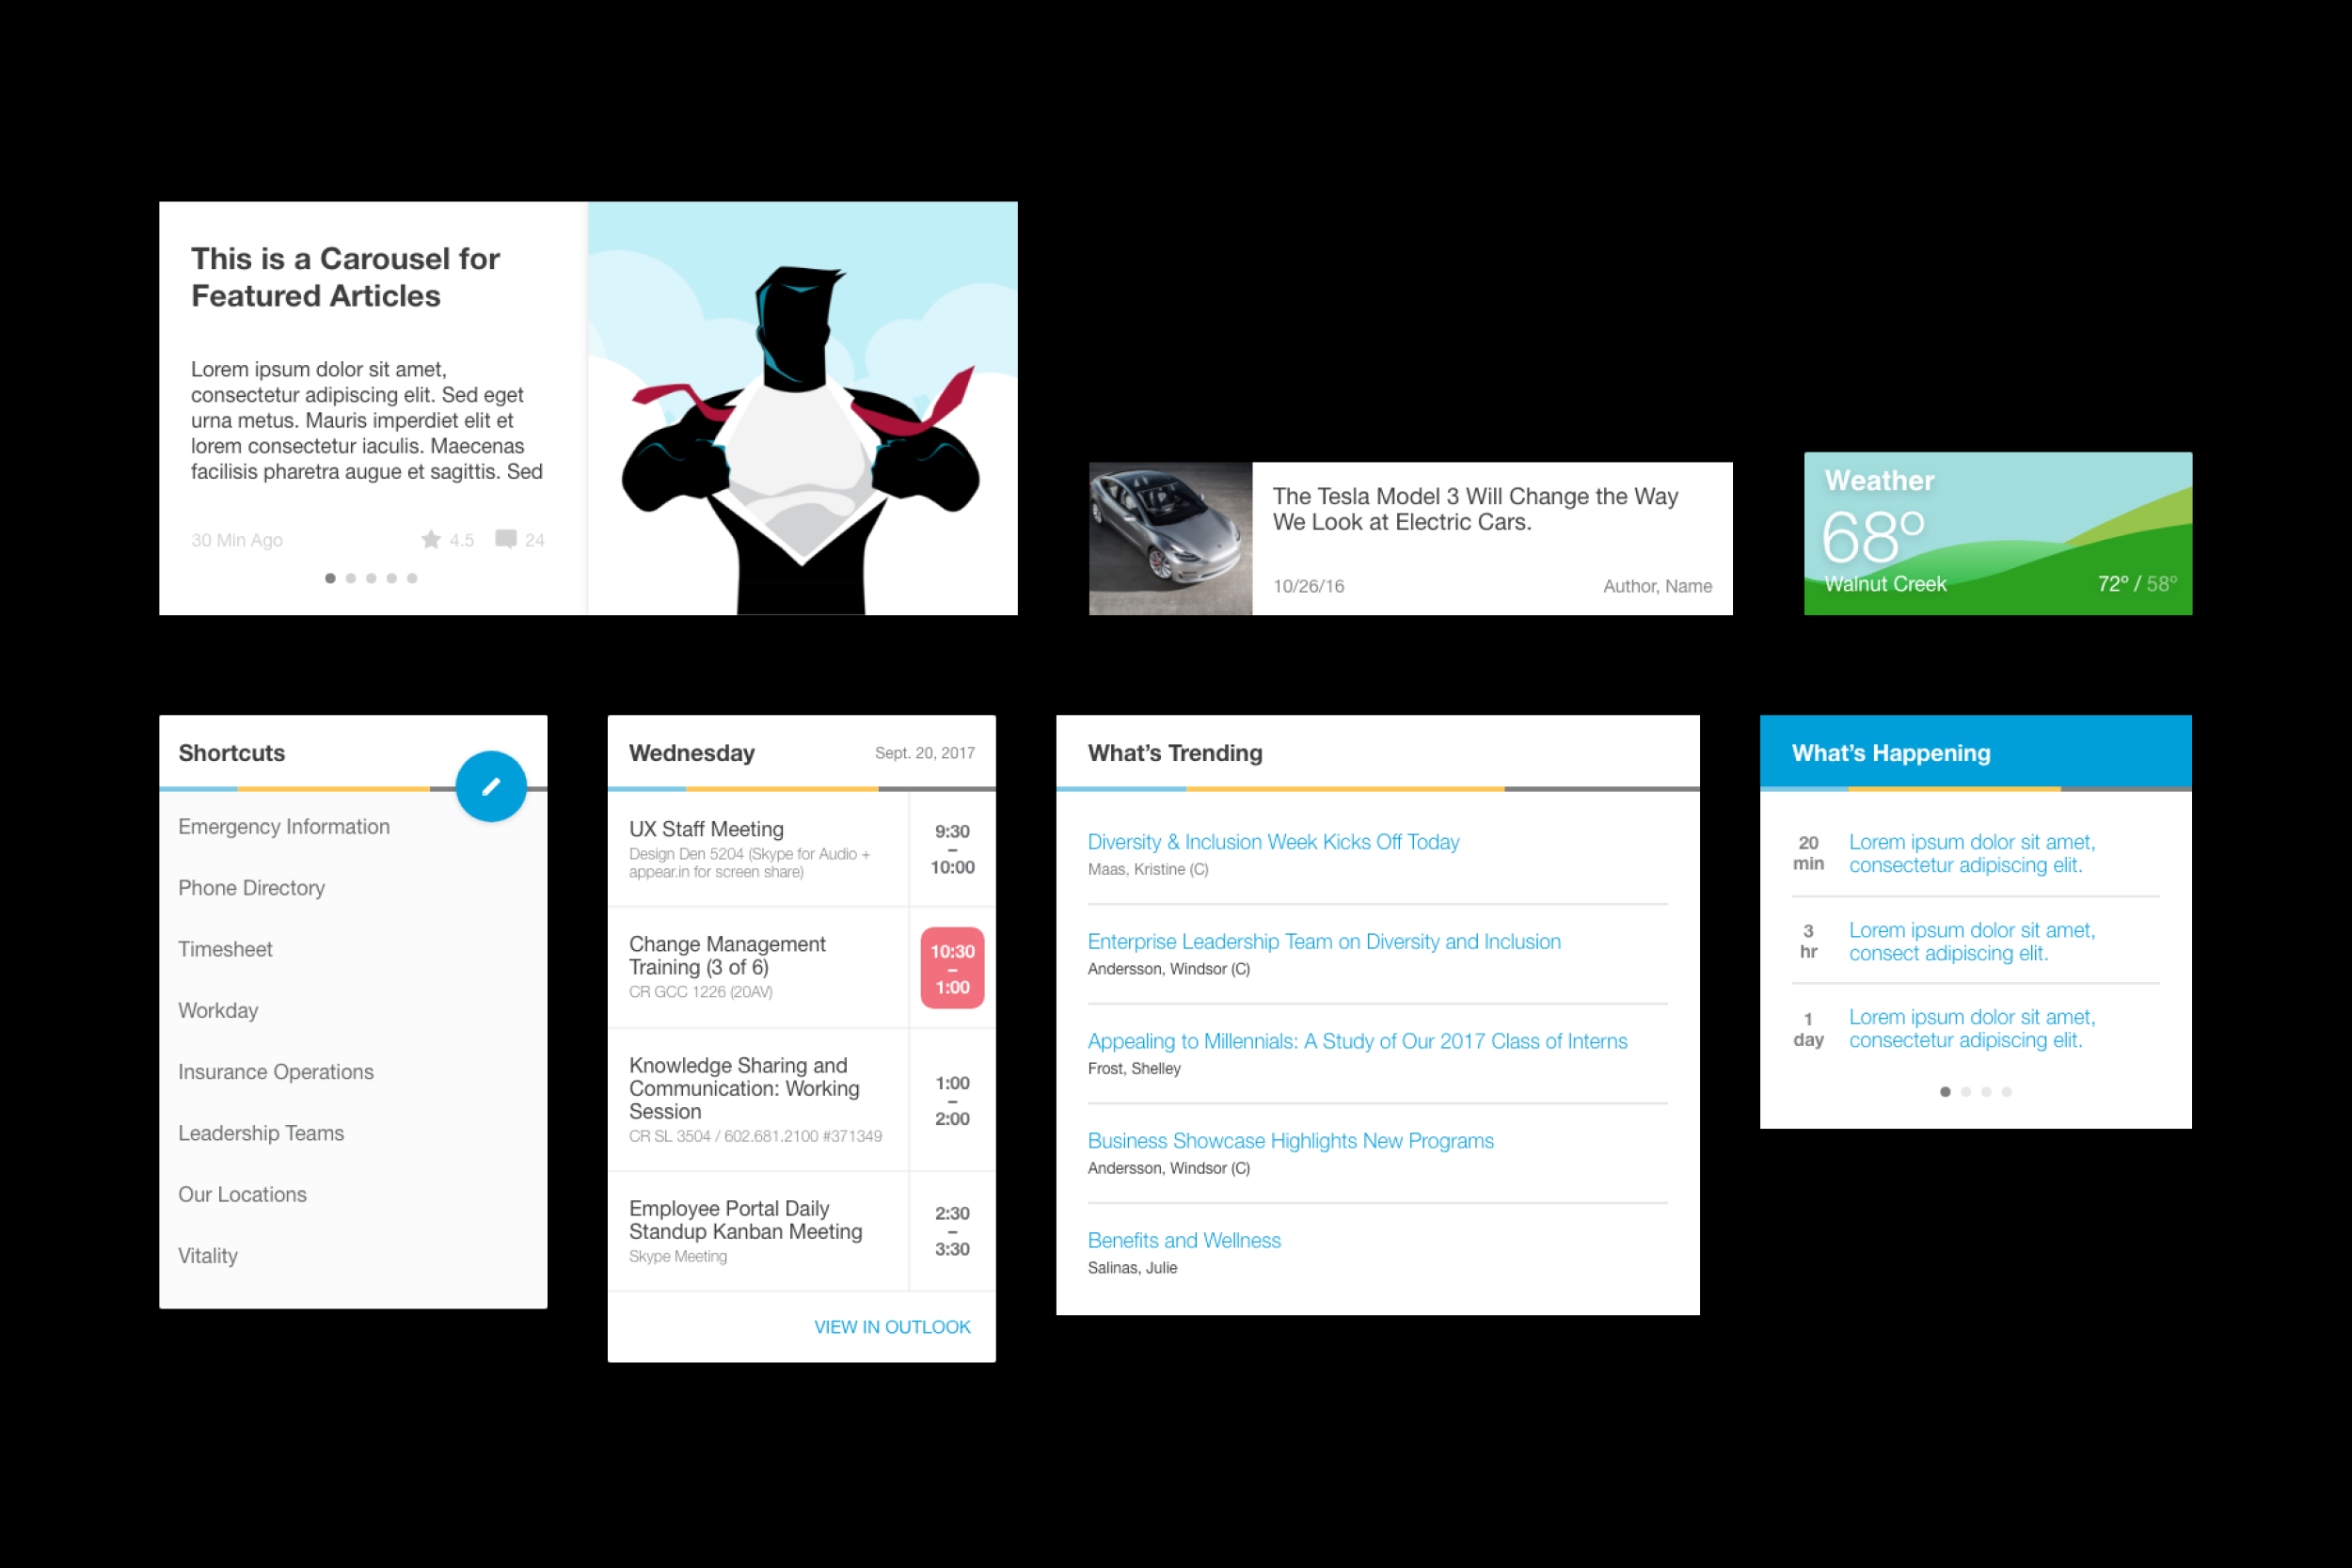 This is a Carousel for
Featured Articles
Lorem ipsum dolor sit amet,
consectetur adipiscing elit. Sed eget
urna metus. Mauris imperdiet elit et
lorem consectetur iaculis. Maecenas
facilisis pharetra augue et sagittis. Sed
30 Min Ago 4.5 24
The Tesla Model 3 Will Change the Way
We Look at Electric Cars.
10/26/16 Author, Name
Weather
68°
Walnut Creek 72° / 58°
Shortcuts
Emergency Information
Phone Directory
Timesheet
Workday
Insurance Operations
Leadership Teams
Our Locations
Vitality
Wednesday Sept. 20, 2017
UX Staff Meeting
Design Den 5204 (Skype for Audio +
appear.in for screen share)
9:30
–
10:00
Change Management
Training (3 of 6)
CR GCC 1226 (20AV)
10:30
–
1:00
Knowledge Sharing and
Communication: Working
Session
CR SL 3504 / 602.681.2100 #371349
1:00
–
2:00
Employee Portal Daily
Standup Kanban Meeting
Skype Meeting
2:30
–
3:30
VIEW IN OUTLOOK
What’s Trending
Diversity & Inclusion Week Kicks Off Today
Maas, Kristine (C)
Enterprise Leadership Team on Diversity and Inclusion
Andersson, Windsor (C)
Appealing to Millennials: A Study of Our 2017 Class of Interns
Frost, Shelley
Business Showcase Highlights New Programs
Andersson, Windsor (C)
Benefits and Wellness
Salinas, Julie
What’s Happening
20
min
Lorem ipsum dolor sit amet,
consectetur adipiscing elit.
3
hr
Lorem ipsum dolor sit amet,
consect adipiscing elit.
1
day
Lorem ipsum dolor sit amet,
consectetur adipiscing elit.